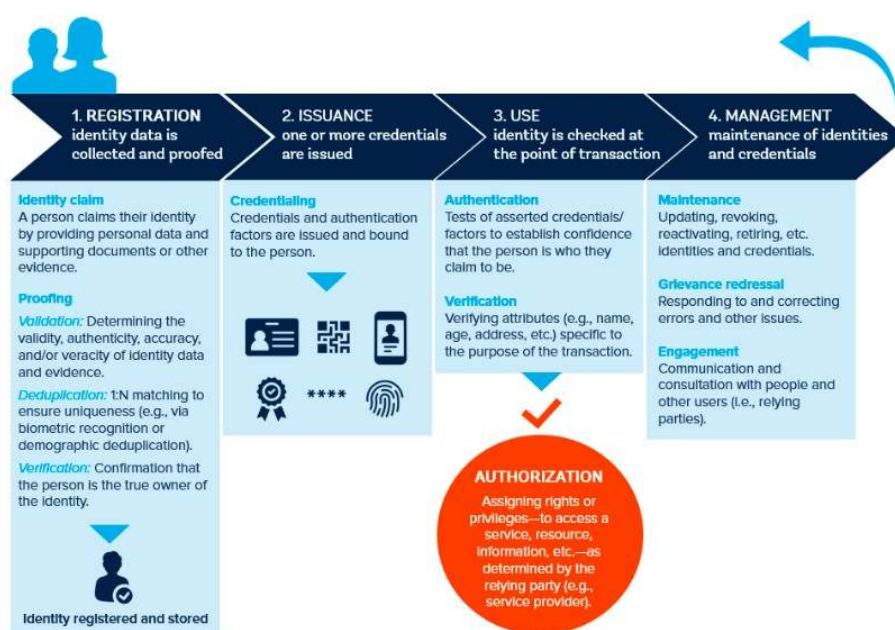 1. REGISTRATION
identity data is
collected and proofed
2. ISSUANCE
one or more credentials
are issued
3. USE
identity is checked at
the point of transaction
4. MANAGEMENT
maintenance of identities
and credentials
Identity claim
A person claims their identity
by providing personal data and
supporting documents or other
evidence.
Proofing
Validation: Determining the
validity, authenticity, accuracy,
and/or veracity of identity data
and evidence.
Deduplication: 1:N matching to
ensure uniqueness (e.g., via
biometric recognition or
demographic deduplication).
Verification: Confirmation that
the person is the true owner of
the identity.
Identity registered and stored
Credentialing
Credentials and authentication
factors are issued and bound
to the person.
****
Authentication
Tests of asserted credentials/
factors to establish confidence
that the person is who they
claim to be.
Verification
Verifying attributes (e.g., name,
age, address, etc.) specific to
the purpose of the transaction.
AUTHORIZATION
Assigning rights or
privileges—to access a
service, resource,
information, etc.—as
determined by the
relying party (e.g.,
service provider).
Maintenance
Updating, revoking,
reactivating, retiring, etc.
identities and credentials.
Grievance redressal
Responding to and correcting
errors and other issues.
Engagement
Communication and
consultation with people and
other users (i.e., relying
parties).